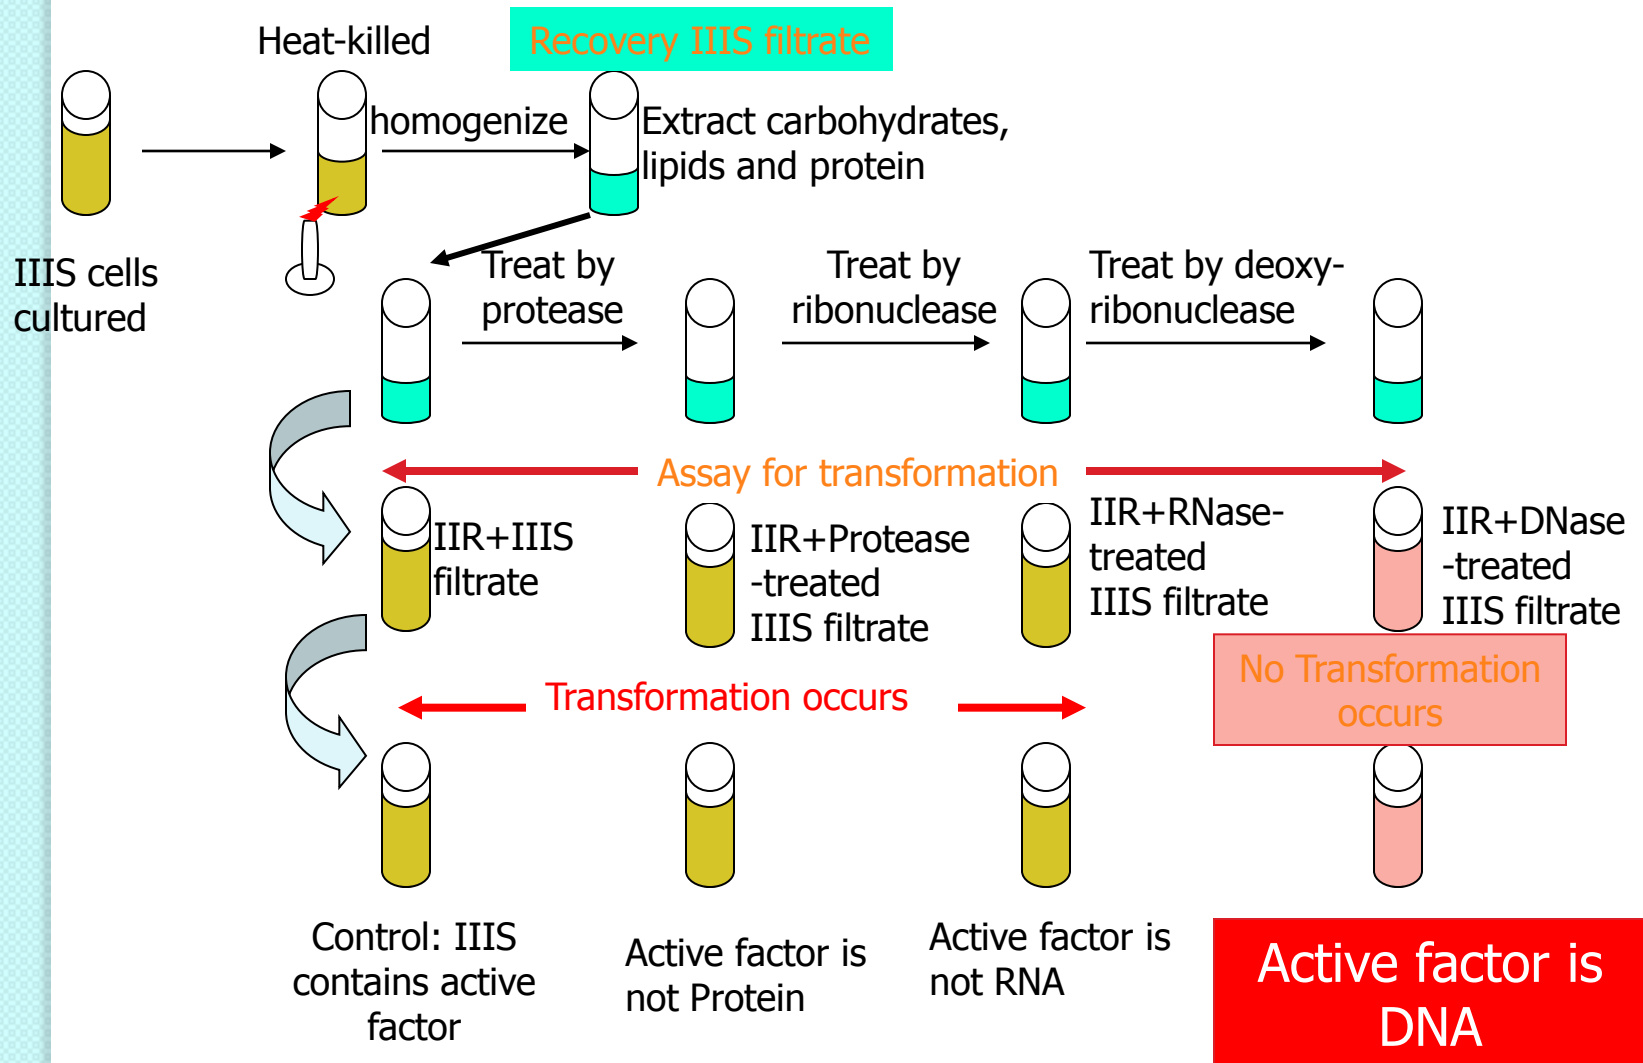 Heat-killed
Recovery IIIS filtrate
homogenize
Extract carbohydrates,
lipids and protein
IIIS cells
cultured
Treat by
protease
Treat by
ribonuclease
Treat by deoxy-
ribonuclease
Assay for transformation
IIR+IIIS
filtrate
IIR+Protease
-treated
IIIS filtrate
IIR+RNase-
treated
IIIS filtrate
IIR+DNase
-treated
IIIS filtrate
Transformation occurs
No Transformation
occurs
Control: IIIS
contains active
factor
Active factor is
not Protein
Active factor is
not RNA
Active factor is
DNA